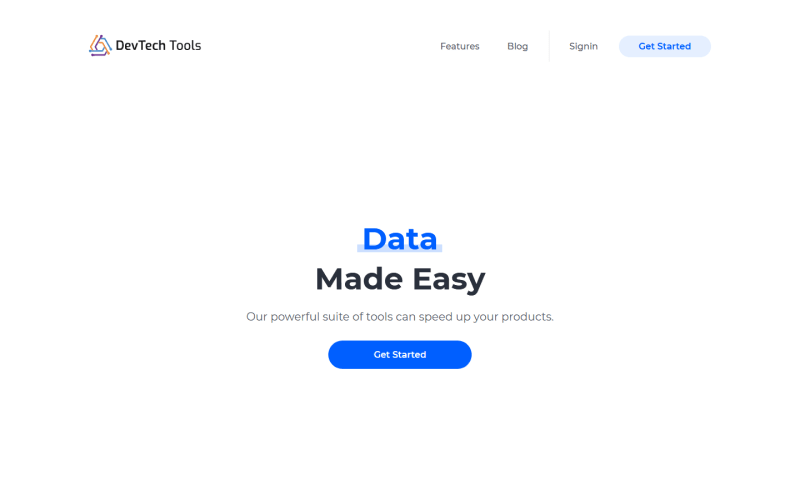 DevTech Tools
Features
Blog
Signin
Get Started
Data
Made Easy
Our powerful suite of tools can speed up your products.
Get Started